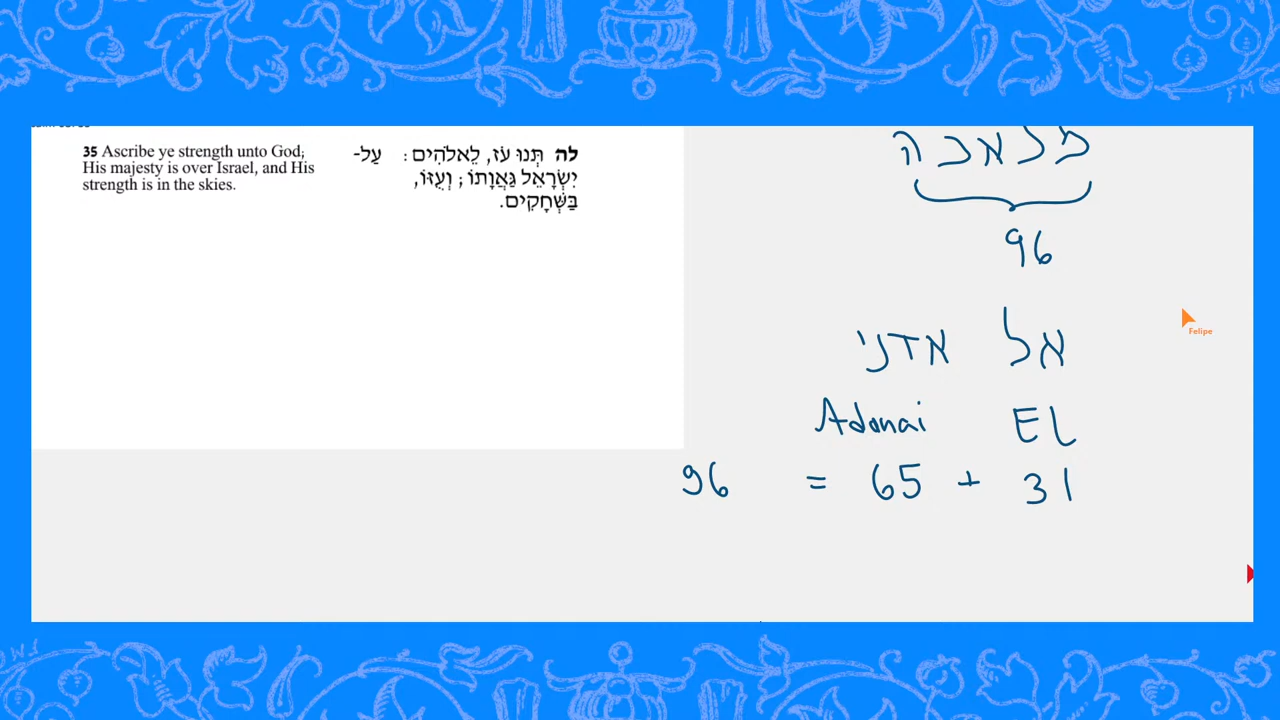 35 Ascribe ye strength unto God;
His majesty is over Israel, and His
strength is in the skies.
לה תְּנוּ עֹז, לֵאלֹהִים: עַל-
יִשְׂרָאֵל גַּאֲוָתוֹ; וְעֻזּוֹ,
בַּשְּׁחָקִים.
מלאכה
96
אל אדני
Adonai EL
96 = 65 + 31
Felipe